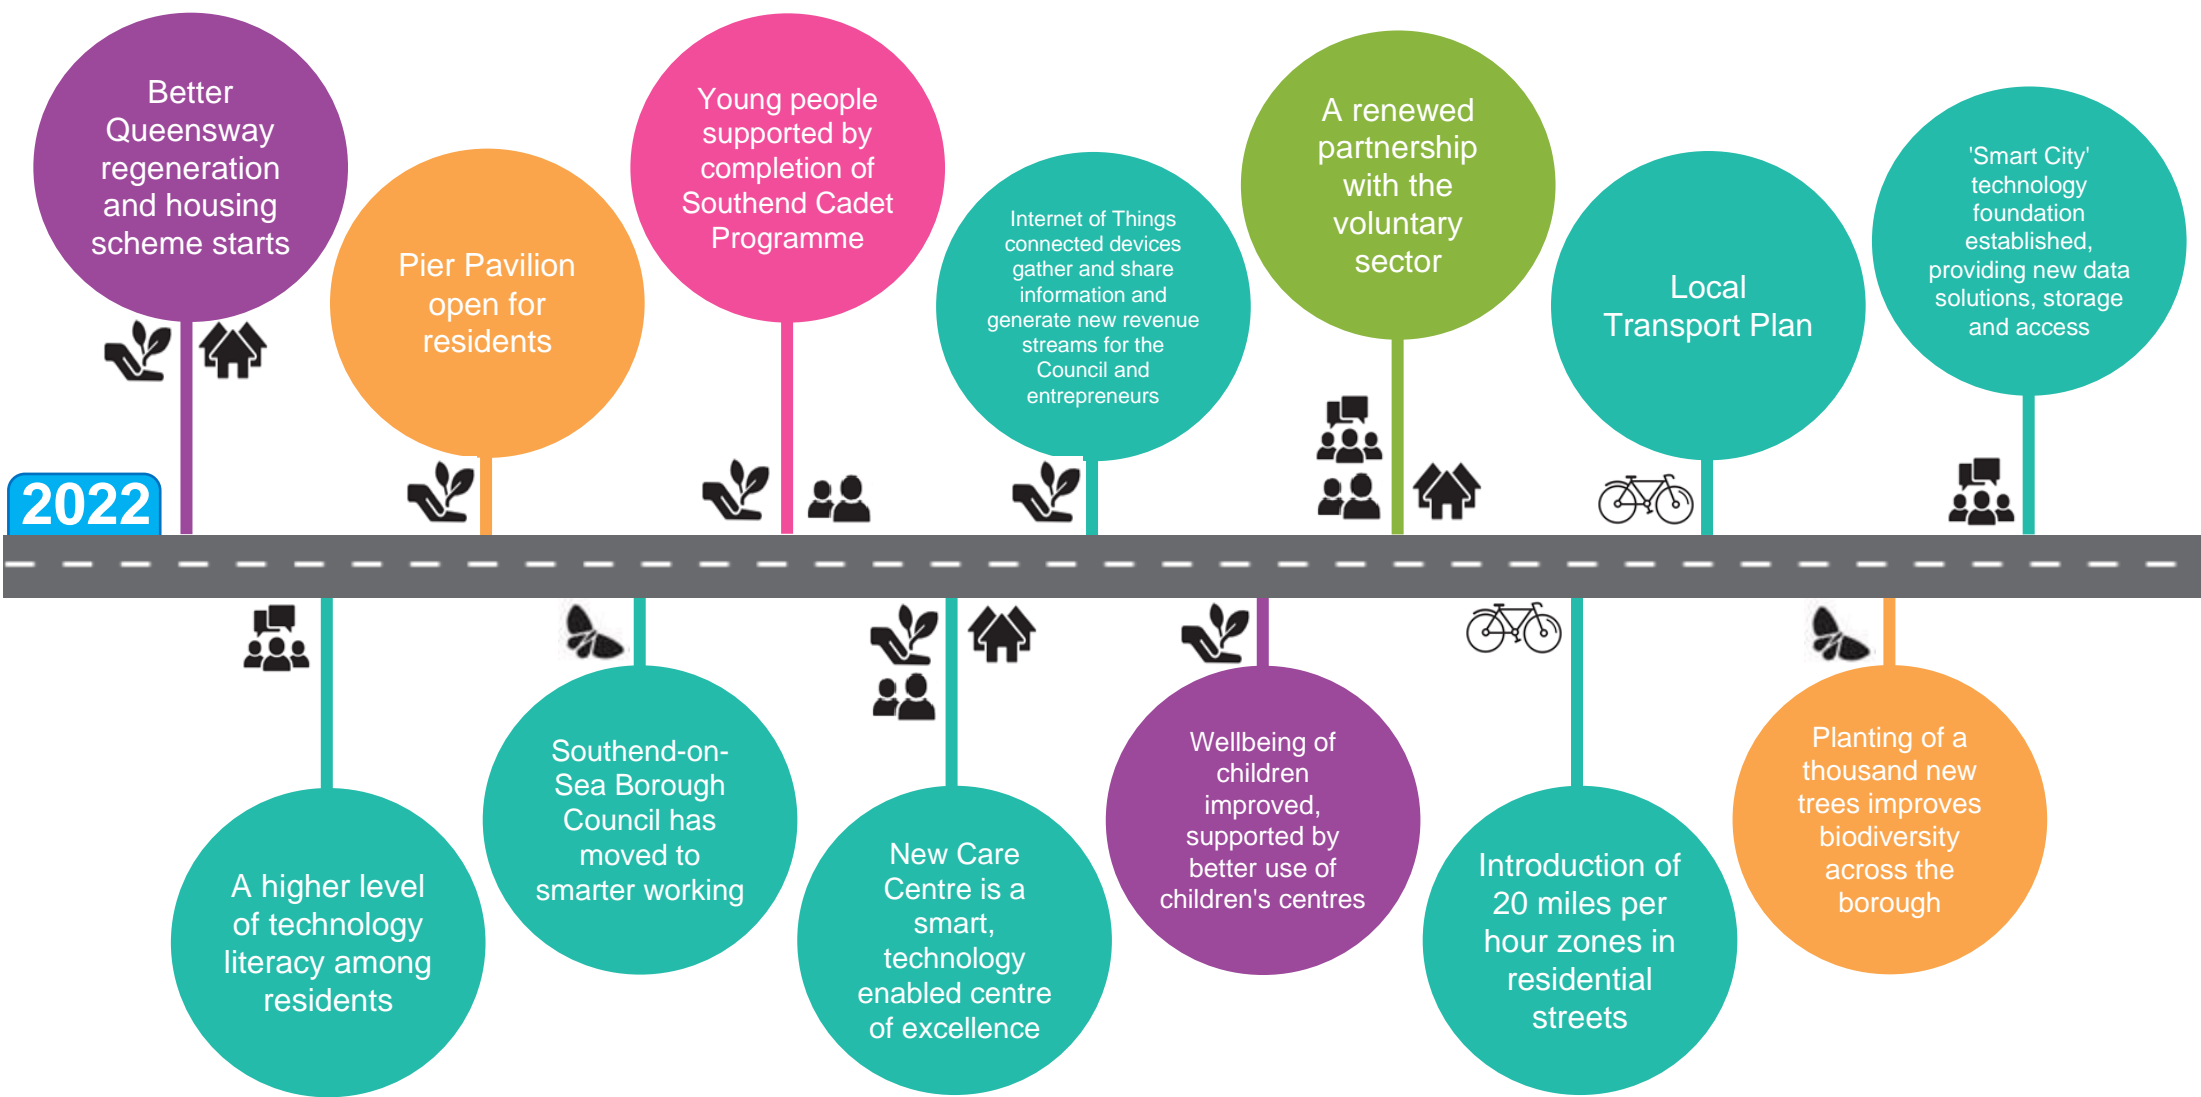 Better
Queensway
regeneration
and housing
scheme starts
Pier Pavilion
open for
residents
Young people
supported by
completion of
Southend Cadet
Programme
Internet of Things
connected devices
gather and share
information and
generate new revenue
streams for the
Council and
entrepreneurs
A renewed
partnership
with the
voluntary
sector
Local
Transport Plan
'Smart City'
technology
foundation
established,
providing new data
solutions, storage
and access
2022
A higher level
of technology
literacy among
residents
Southend-on-
Sea Borough
Council has
moved to
smarter working
New Care
Centre is a
smart,
technology
enabled centre
of excellence
Wellbeing of
children
improved,
supported by
better use of
children's centres
Introduction of
20 miles per
hour zones in
residential
streets
Planting of a
thousand new
trees improves
biodiversity
across the
borough